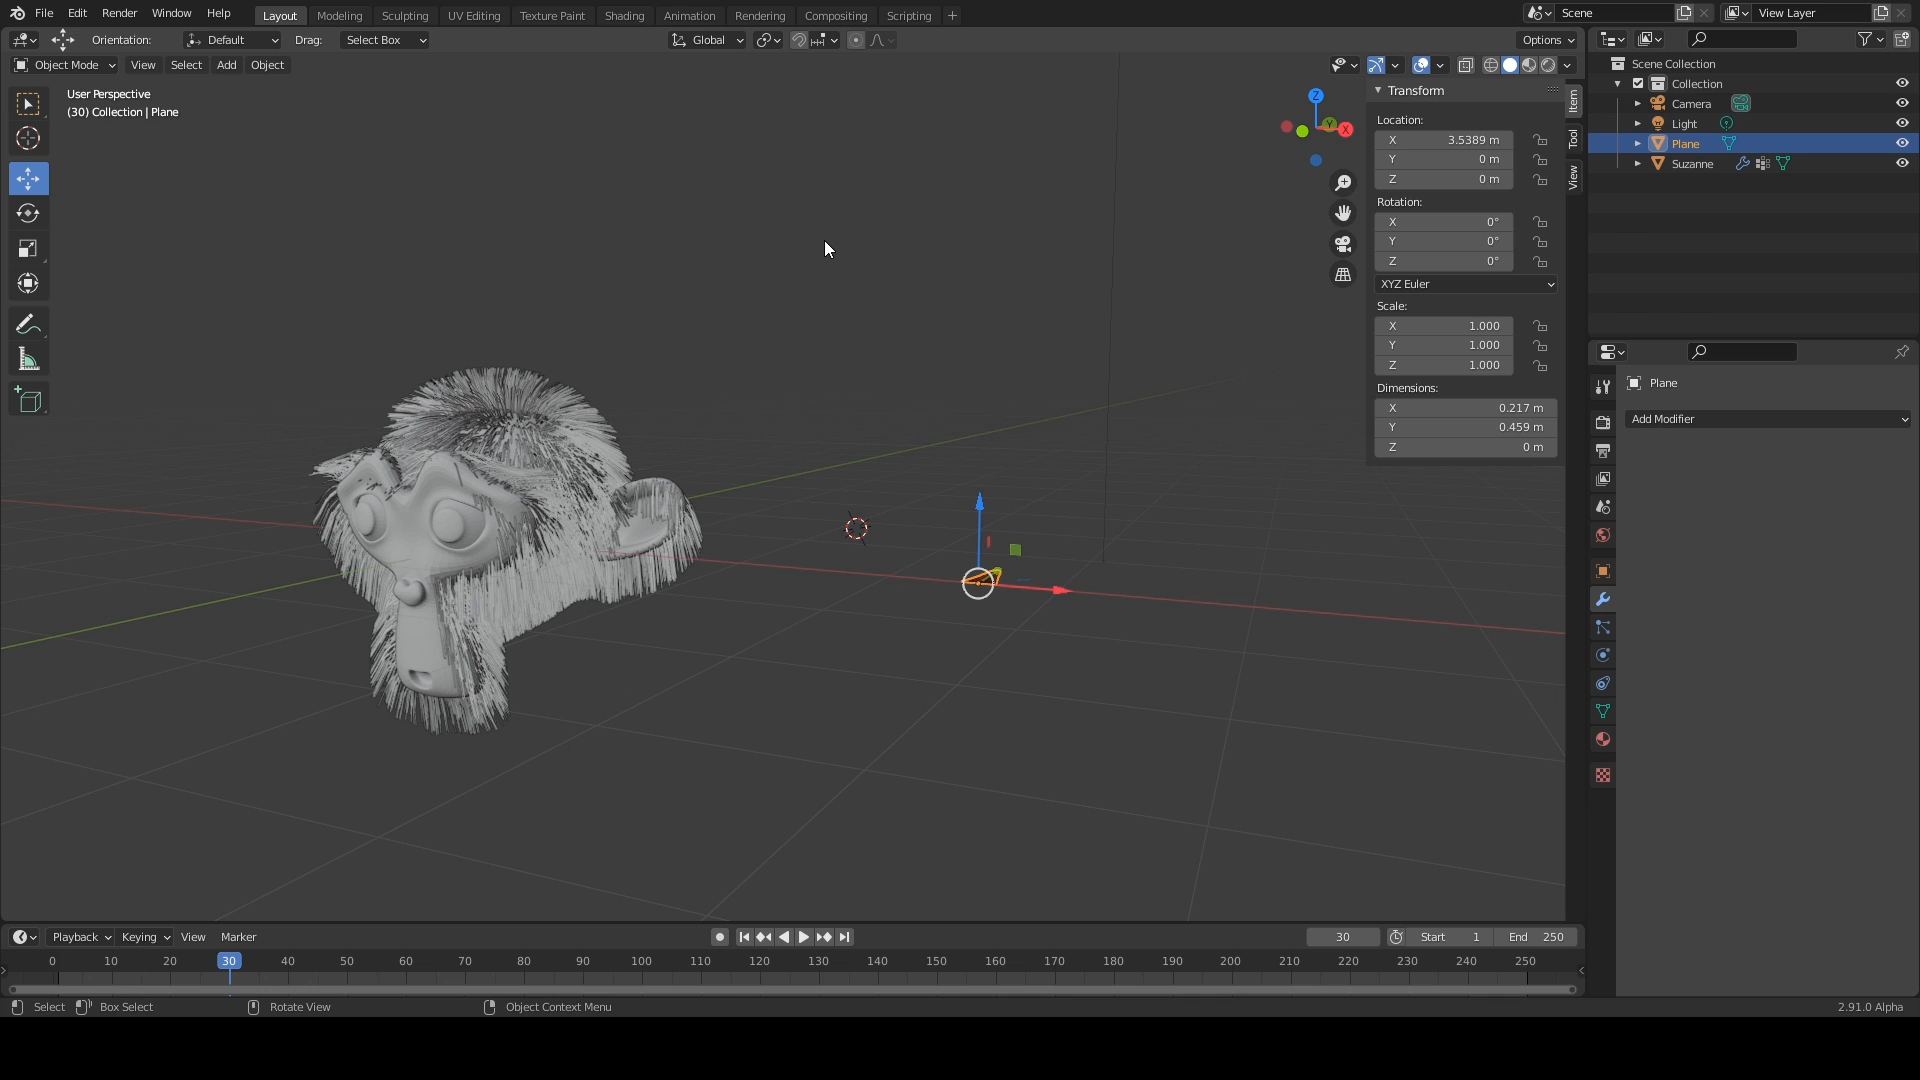 File Edit Render Window Help Layout Modeling Sculpting UV Editing Texture Paint Shading Animation Rendering Compositing Scripting + Scene View Layer
Orientation: Default Drag: Select Box Global Options
Object Mode View Select Add Object
User Perspective
(30) Collection | Plane
Z
Y
X
Transform
Location:
X 3.5389 m
Y 0 m
Z 0 m
Rotation:
X 0°
Y 0°
Z 0°
XYZ Euler
Scale:
X 1.000
Y 1.000
Z 1.000
Dimensions:
X 0.217 m
Y 0.459 m
Z 0 m
Item
Tool
View
Scene Collection
Collection
Camera
Light
Plane
Suzanne
Plane
Add Modifier
Playback Keying View Marker 30 Start 1 End 250
0 10 20 30 40 50 60 70 80 90 100 110 120 130 140 150 160 170 180 190 200 210 220 230 240 250
Select Box Select Rotate View Object Context Menu 2.91.0 Alpha